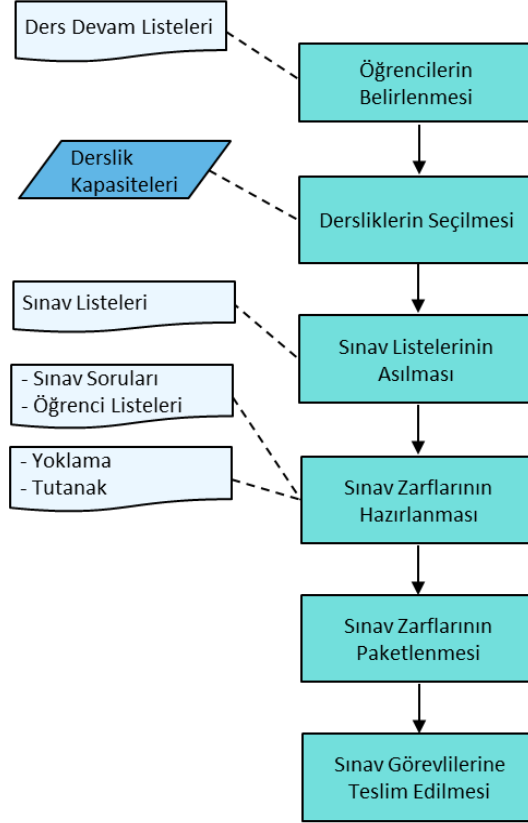 Ders Devam Listeleri
Öğrencilerin
Belirlenmesi
Derslik
Kapasiteleri
Dersliklerin Seçilmesi
Sınav Listeleri
Sınav Listelerinin
Asılması
- Sınav Soruları
- Öğrenci Listeleri
- Yoklama
- Tutanak
Sınav Zarflarının
Hazırlanması
Sınav Zarflarının
Paketlenmesi
Sınav Görevlilerine
Teslim Edilmesi